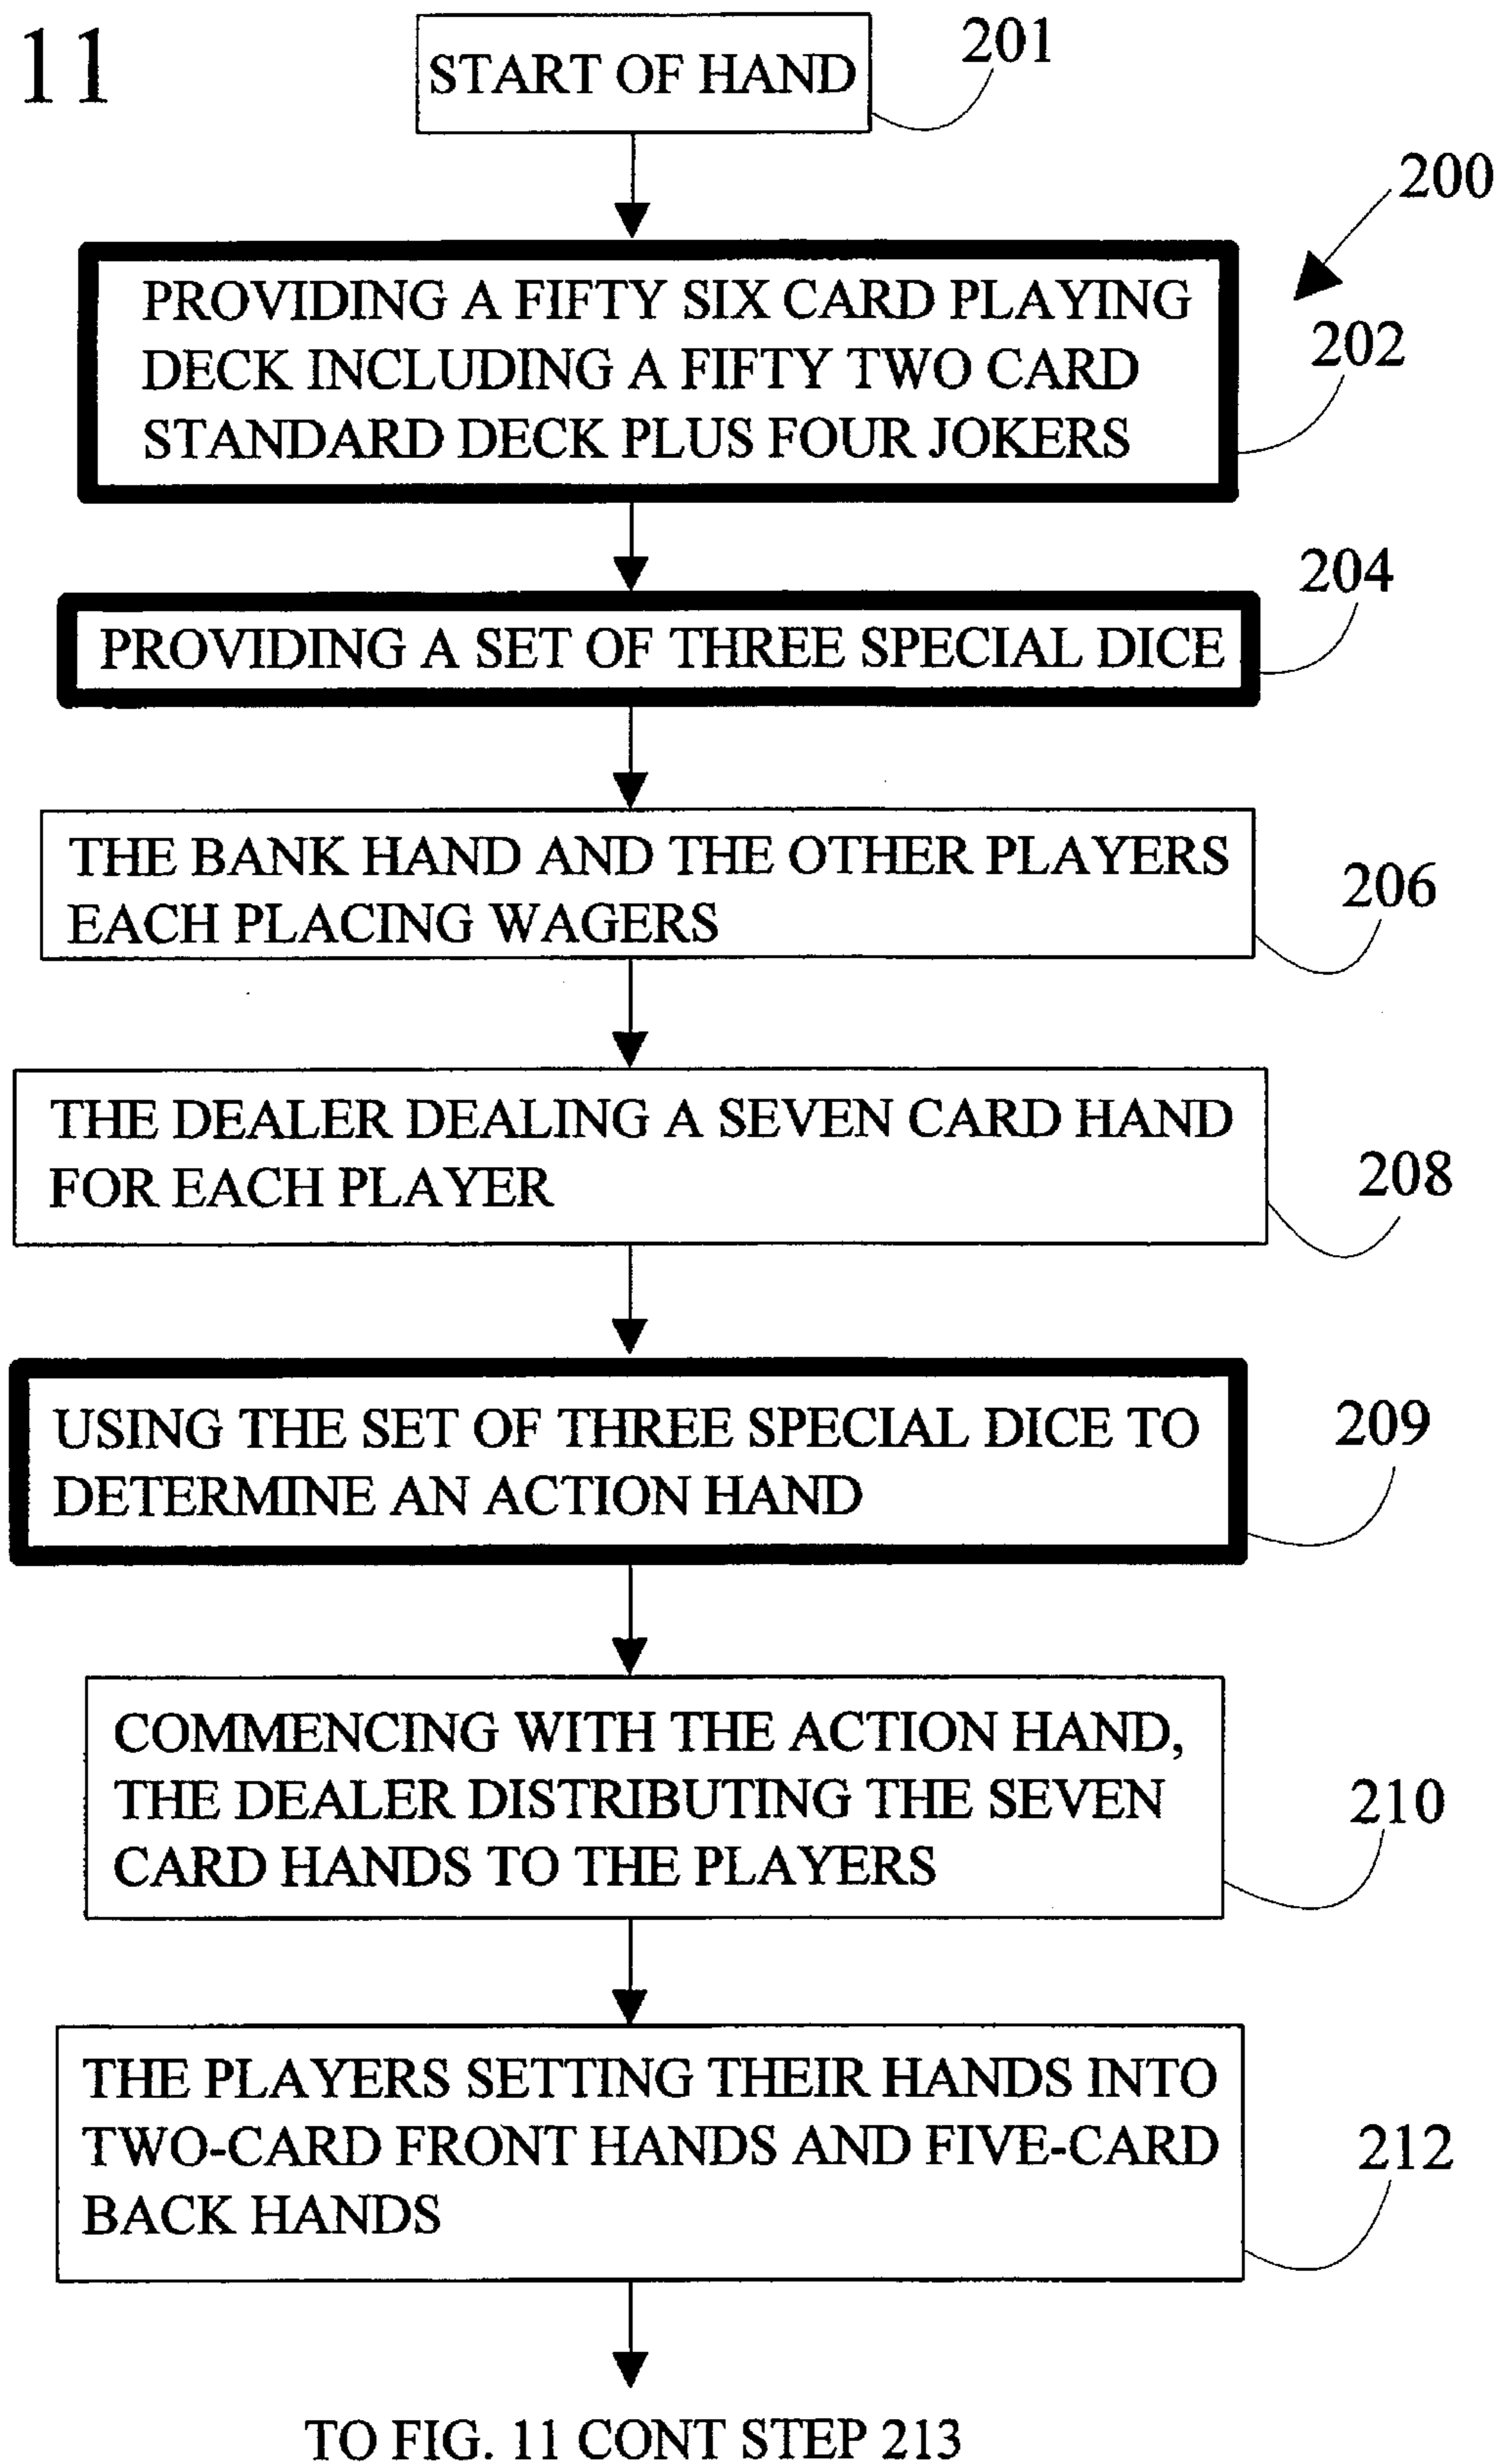 11
START OF HAND
201
200
PROVIDING A FIFTY SIX CARD PLAYING
DECK INCLUDING A FIFTY TWO CARD
STANDARD DECK PLUS FOUR JOKERS
202
204
PROVIDING A SET OF THREE SPECIAL DICE
THE BANK HAND AND THE OTHER PLAYERS
EACH PLACING WAGERS
206
THE DEALER DEALING A SEVEN CARD HAND
FOR EACH PLAYER
208
USING THE SET OF THREE SPECIAL DICE TO
DETERMINE AN ACTION HAND
209
COMMENCING WITH THE ACTION HAND,
THE DEALER DISTRIBUTING THE SEVEN
CARD HANDS TO THE PLAYERS
210
THE PLAYERS SETTING THEIR HANDS INTO
TWO-CARD FRONT HANDS AND FIVE-CARD
BACK HANDS
212
TO FIG. 11 CONT STEP 213